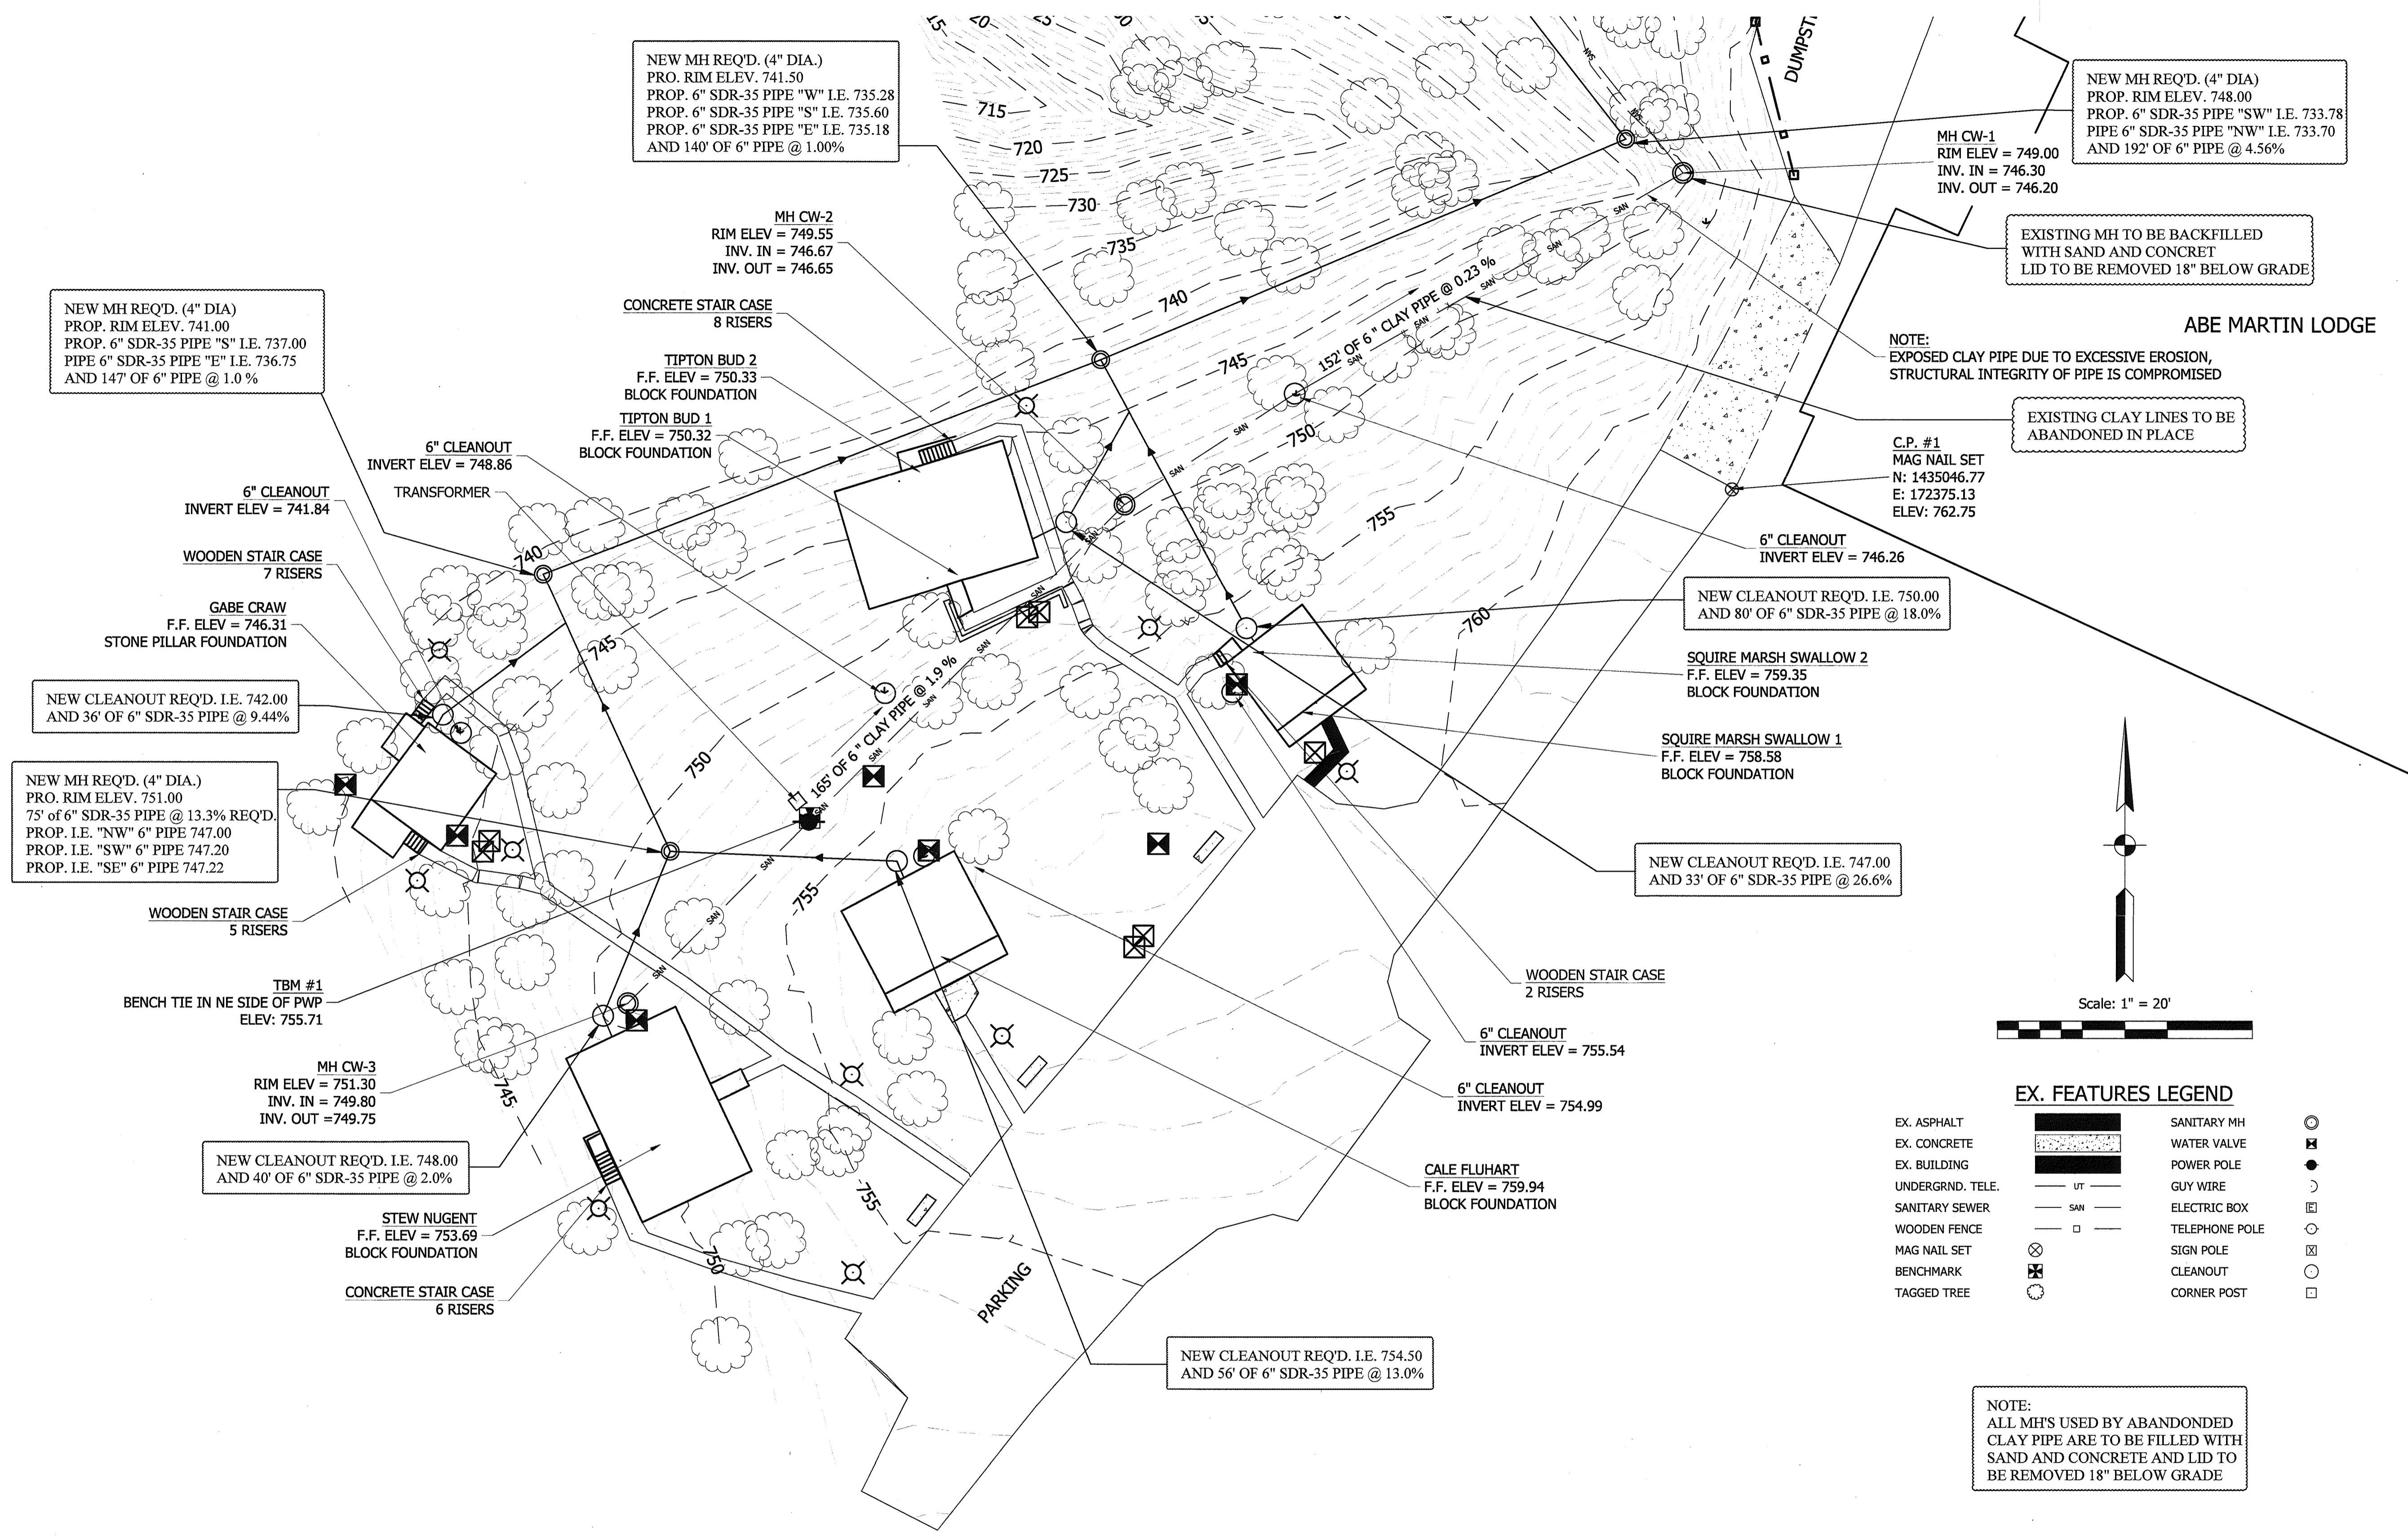 15
20
25
30
715
720
725
730
735
740
745
750
755
760
740
745
750
755
745
750
755
DUMPST
SAN
NEW MH REQ'D. (4" DIA.)
PRO. RIM ELEV. 741.50
PROP. 6" SDR-35 PIPE "W" I.E. 735.28
PROP. 6" SDR-35 PIPE "S" I.E. 735.60
PROP. 6" SDR-35 PIPE "E" I.E. 735.18
AND 140' OF 6" PIPE @ 1.00%
NEW MH REQ'D. (4" DIA)
PROP. RIM ELEV. 748.00
PROP. 6" SDR-35 PIPE "SW" I.E. 733.78
PIPE 6" SDR-35 PIPE "NW" I.E. 733.70
AND 192' OF 6" PIPE @ 4.56%
MH CW-1
RIM ELEV = 749.00
INV. IN = 746.30
INV. OUT = 746.20
EXISTING MH TO BE BACKFILLED
WITH SAND AND CONCRET
LID TO BE REMOVED 18" BELOW GRADE
ABE MARTIN LODGE
NOTE:
EXPOSED CLAY PIPE DUE TO EXCESSIVE EROSION,
STRUCTURAL INTEGRITY OF PIPE IS COMPROMISED
EXISTING CLAY LINES TO BE
ABANDONED IN PLACE
C.P. #1
MAG NAIL SET
N: 1435046.77
E: 172375.13
ELEV: 762.75
6" CLEANOUT
INVERT ELEV = 746.26
NEW CLEANOUT REQ'D. I.E. 750.00
AND 80' OF 6" SDR-35 PIPE @ 18.0%
SQUIRE MARSH SWALLOW 2
F.F. ELEV = 759.35
BLOCK FOUNDATION
SQUIRE MARSH SWALLOW 1
F.F. ELEV = 758.58
BLOCK FOUNDATION
NEW CLEANOUT REQ'D. I.E. 747.00
AND 33' OF 6" SDR-35 PIPE @ 26.6%
WOODEN STAIR CASE
2 RISERS
6" CLEANOUT
INVERT ELEV = 755.54
6" CLEANOUT
INVERT ELEV = 754.99
CALE FLUHART
F.F. ELEV = 759.94
BLOCK FOUNDATION
NEW CLEANOUT REQ'D. I.E. 754.50
AND 56' OF 6" SDR-35 PIPE @ 13.0%
PARKING
152' OF 6 " CLAY PIPE @ 0.23 %
165' OF 6 " CLAY PIPE @ 1.9 %
MH CW-2
RIM ELEV = 749.55
INV. IN = 746.67
INV. OUT = 746.65
CONCRETE STAIR CASE
8 RISERS
TIPTON BUD 2
F.F. ELEV = 750.33
BLOCK FOUNDATION
TIPTON BUD 1
F.F. ELEV = 750.32
BLOCK FOUNDATION
NEW MH REQ'D. (4" DIA)
PROP. RIM ELEV. 741.00
PROP. 6" SDR-35 PIPE "S" I.E. 737.00
PIPE 6" SDR-35 PIPE "E" I.E. 736.75
AND 147' OF 6" PIPE @ 1.0 %
6" CLEANOUT
INVERT ELEV = 748.86
TRANSFORMER
6" CLEANOUT
INVERT ELEV = 741.84
WOODEN STAIR CASE
7 RISERS
GABE CRAW
F.F. ELEV = 746.31
STONE PILLAR FOUNDATION
NEW CLEANOUT REQ'D. I.E. 742.00
AND 36' OF 6" SDR-35 PIPE @ 9.44%
NEW MH REQ'D. (4" DIA.)
PRO. RIM ELEV. 751.00
75' of 6" SDR-35 PIPE @ 13.3% REQ'D.
PROP. I.E. "NW" 6" PIPE 747.00
PROP. I.E. "SW" 6" PIPE 747.20
PROP. I.E. "SE" 6" PIPE 747.22
WOODEN STAIR CASE
5 RISERS
TBM #1
BENCH TIE IN NE SIDE OF PWP
ELEV: 755.71
MH CW-3
RIM ELEV = 751.30
INV. IN = 749.80
INV. OUT =749.75
NEW CLEANOUT REQ'D. I.E. 748.00
AND 40' OF 6" SDR-35 PIPE @ 2.0%
STEW NUGENT
F.F. ELEV = 753.69
BLOCK FOUNDATION
CONCRETE STAIR CASE
6 RISERS
Scale: 1" = 20'
EX. FEATURES LEGEND
EX. ASPHALT
EX. CONCRETE
EX. BUILDING
UNDERGRND. TELE.
UT
SANITARY SEWER
SAN
WOODEN FENCE
MAG NAIL SET
BENCHMARK
TAGGED TREE
SANITARY MH
WATER VALVE
POWER POLE
GUY WIRE
ELECTRIC BOX
E
TELEPHONE POLE
SIGN POLE
CLEANOUT
CORNER POST
NOTE:
ALL MH'S USED BY ABANDONDED
CLAY PIPE ARE TO BE FILLED WITH
SAND AND CONCRETE AND LID TO
BE REMOVED 18" BELOW GRADE